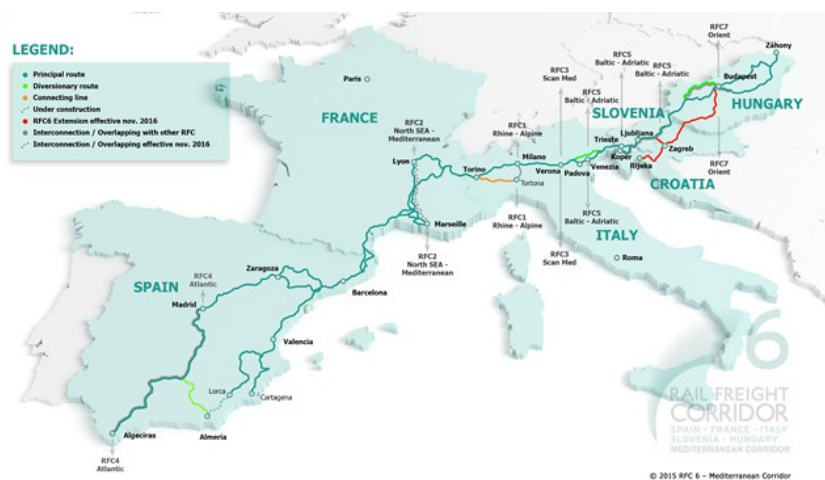 LEGEND:
Principal route
Diversionary route
Connecting line
Under construction
RFC6 Extension effective nov. 2016
Interconnection / Overlapping with other RFC
Interconnection / Overlapping effective nov. 2016
RFC7
Orient
Záhony
RFC5
Baltic - Adriatic
RFC5
Baltic - Adriatic
RFC3
Scan Med
RFC5
Baltic - Adriatic
Budapest
Paris
FRANCE
SLOVENIA
HUNGARY
RFC2
North SEA -
Mediterranean
RFC1
Rhine - Alpine
Ljubljana
Trieste
Zagreb
Lyon
Milano
Koper
Torino
Verona
Padova
Venezia
Rijeka
RFC7
Orient
Tortona
CROATIA
RFC1
Rhine - Alpine
RFC5
Baltic - Adriatic
Marseille
ITALY
RFC2
North SEA -
Mediterranean
RFC3
Scan Med
Roma
Zaragoza
RFC4
Atlantic
SPAIN
Barcelona
Madrid
Valencia
Lorca
Cartagena
Algeciras
Almeria
RFC4
Atlantic
6
RAIL FREIGHT
CORRIDOR
SPAIN - FRANCE - ITALY
SLOVENIA - HUNGARY
MEDITERRANEAN CORRIDOR
© 2015 RFC 6 – Mediterranean Corridor